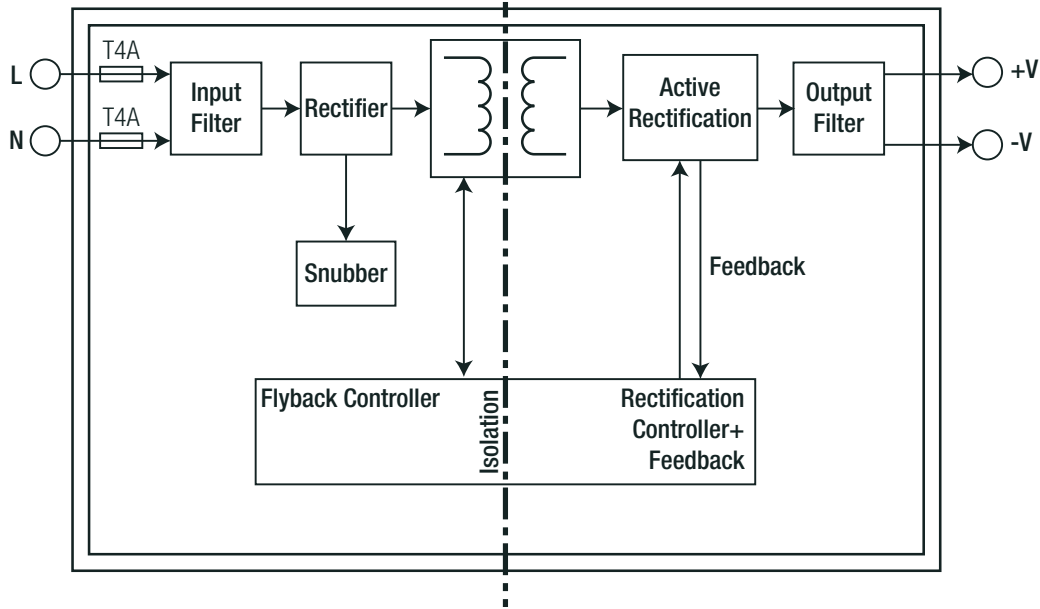 T4A
L
T4A
N
Input
Filter
Rectifier
Active
Rectification
Output
Filter
+V
-V
Snubber
Feedback
Flyback Controller
Isolation
Rectification
Controller+
Feedback